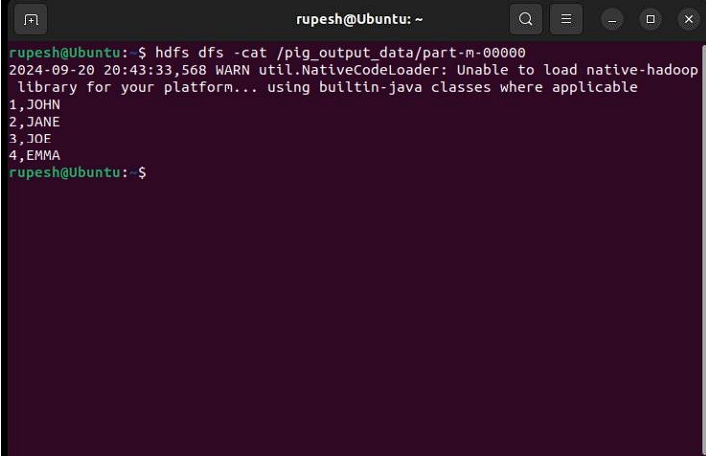 rupesh@Ubuntu: ~
rupesh@Ubuntu:~$ hdfs dfs -cat /pig_output_data/part-m-00000
2024-09-20 20:43:33,568 WARN util.NativeCodeLoader: Unable to load native-hadoop
 library for your platform... using builtin-java classes where applicable
1,JOHN
2,JANE
3,JOE
4,EMMA
rupesh@Ubuntu:~$